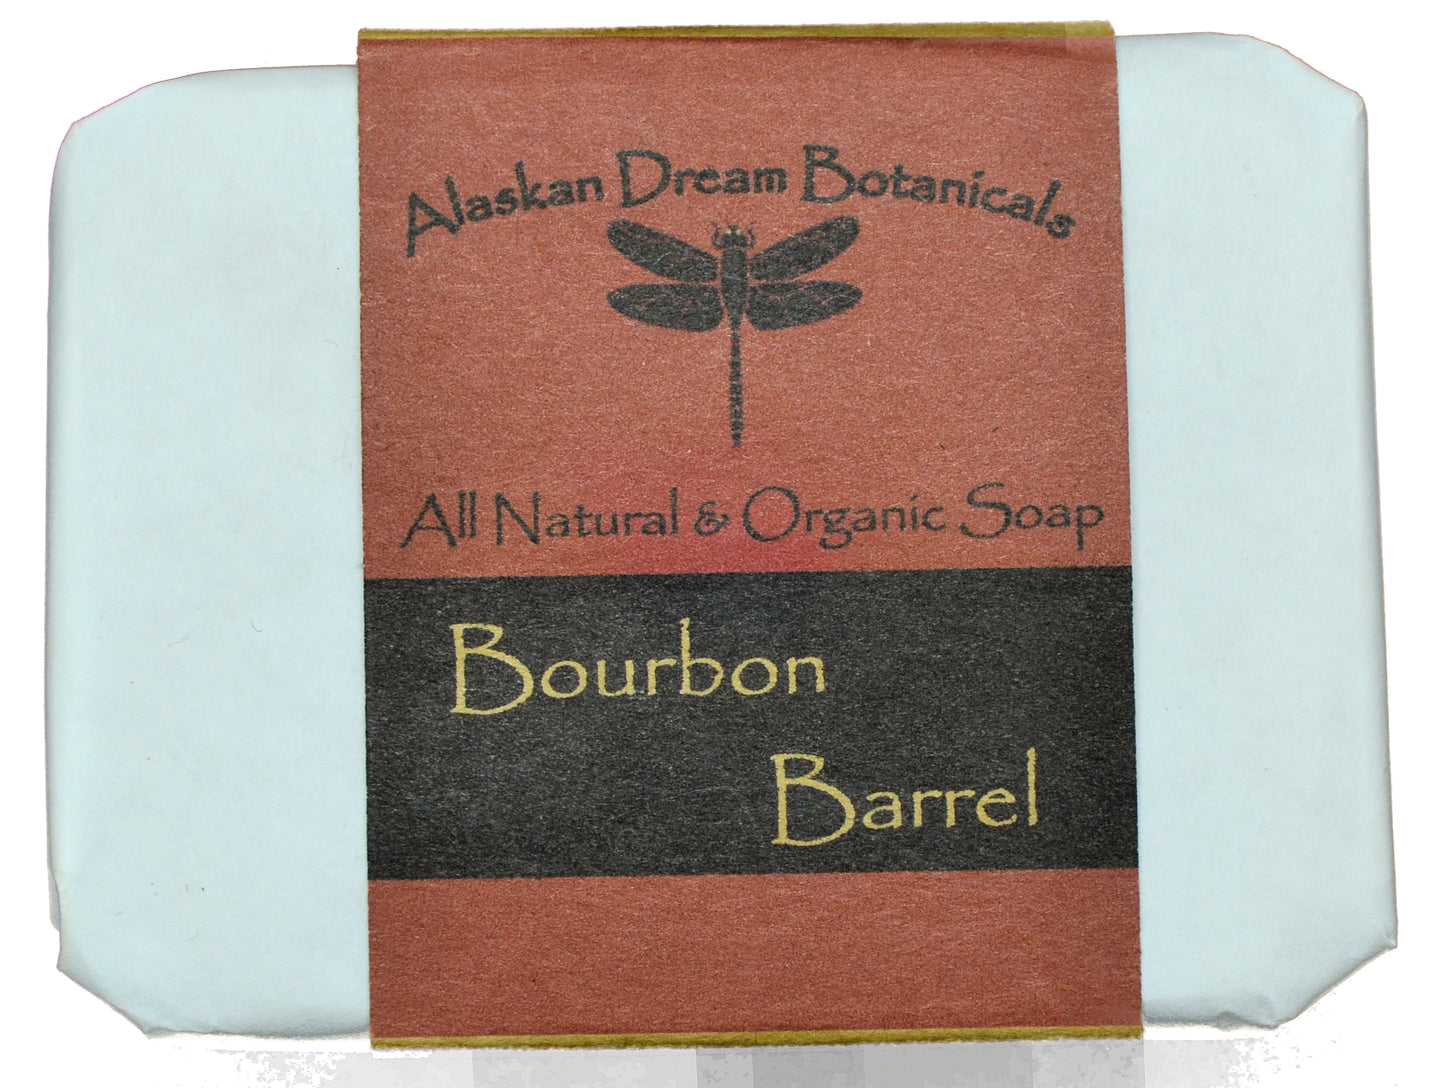 Alaskan Dream Botanicals
All Natural & Organic Soap
Bourbon
Barrel